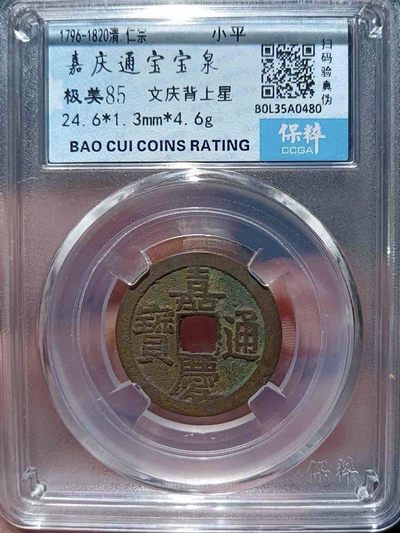 1796-1820清.仁宗 小平
嘉庆通宝宝泉
极美85 文庆背上星
24.6*1.3mm*4.6g
BAO CUI COINS RATING
扫码验真伪
B0L35A0480
保粹
CCGA
嘉慶
通寶
保粹